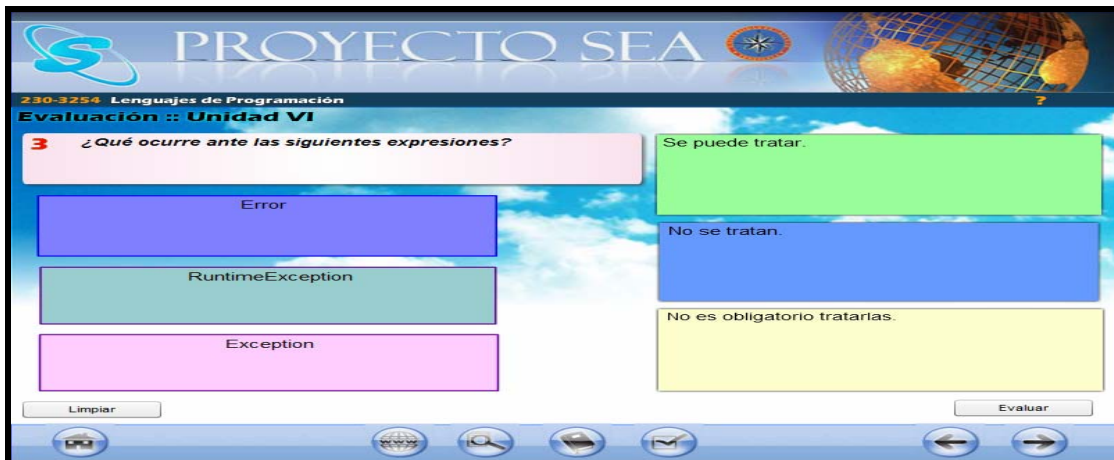 PROYECTO SEA
230-3254 Lenguajes de Programación
?
Evaluación :: Unidad VI
3 ¿Qué ocurre ante las siguientes expresiones?
Error
RuntimeException
Exception
Se puede tratar.
No se tratan.
No es obligatorio tratarlas.
Limpiar
Evaluar
www